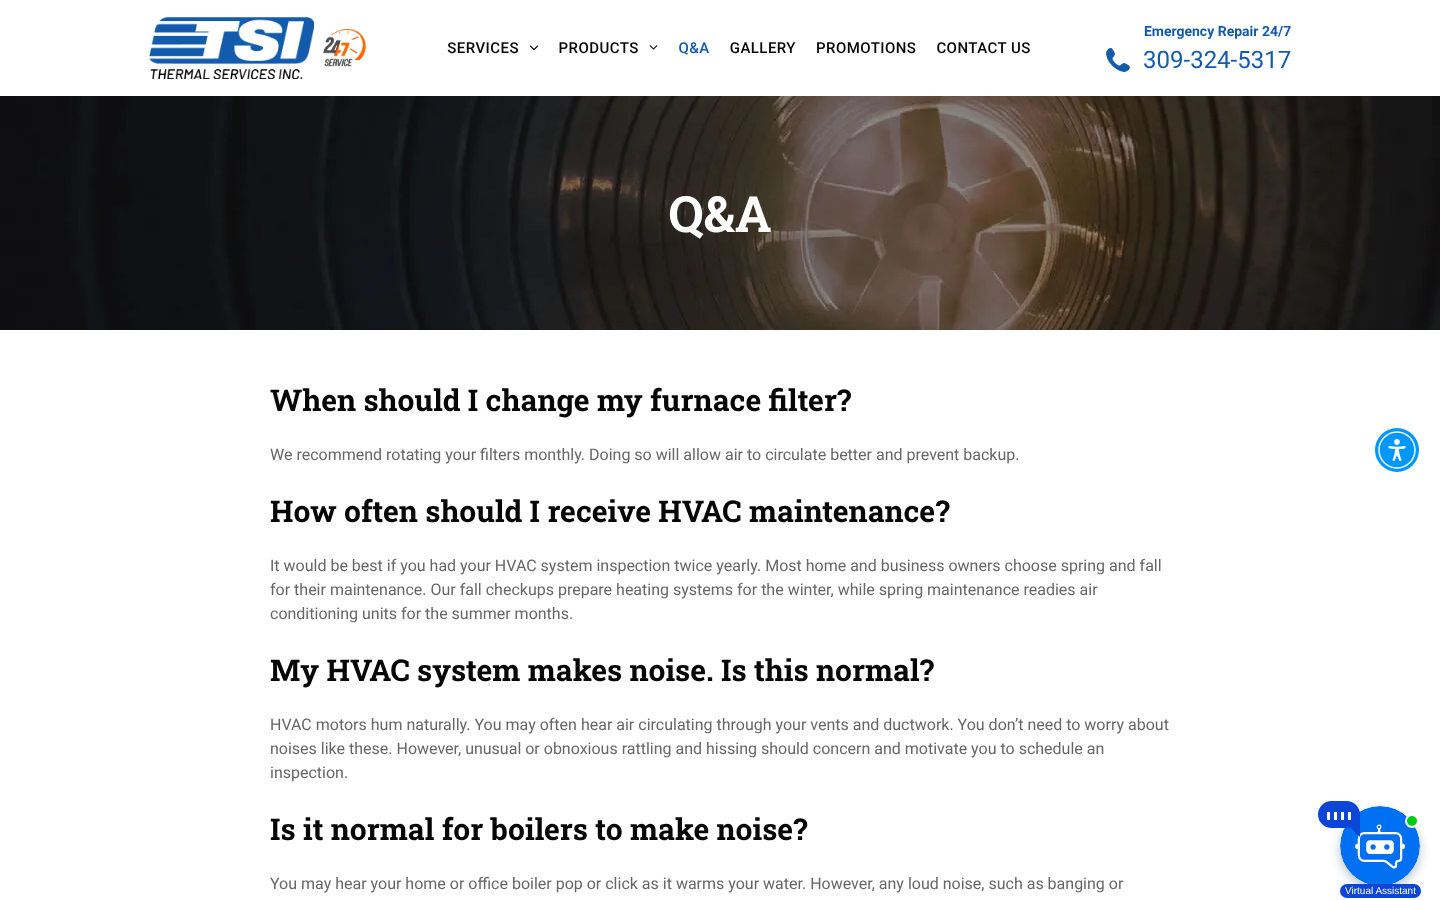 TSI
THERMAL SERVICES INC.
24/7
SERVICE
SERVICES
PRODUCTS
Q&A
GALLERY
PROMOTIONS
CONTACT US
Emergency Repair 24/7
309-324-5317
Q&A
When should I change my furnace filter?
We recommend rotating your filters monthly. Doing so will allow air to circulate better and prevent backup.
How often should I receive HVAC maintenance?
It would be best if you had your HVAC system inspection twice yearly. Most home and business owners choose spring and fall
for their maintenance. Our fall checkups prepare heating systems for the winter, while spring maintenance readies air
conditioning units for the summer months.
My HVAC system makes noise. Is this normal?
HVAC motors hum naturally. You may often hear air circulating through your vents and ductwork. You don’t need to worry about
noises like these. However, unusual or obnoxious rattling and hissing should concern and motivate you to schedule an
inspection.
Is it normal for boilers to make noise?
You may hear your home or office boiler pop or click as it warms your water. However, any loud noise, such as banging or
Virtual Assistant